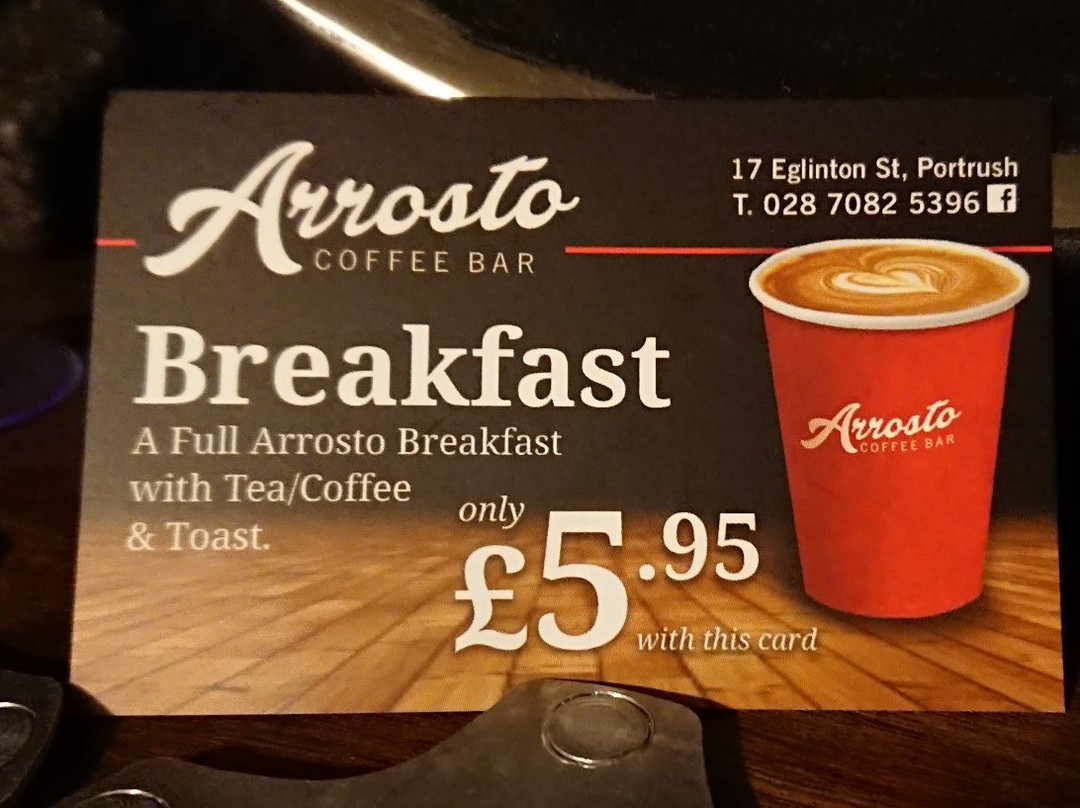 Arrosto
COFFEE BAR
17 Eglinton St, Portrush
T. 028 7082 5396 f
Breakfast
A Full Arrosto Breakfast
with Tea/Coffee
& Toast.
only
£5.95
with this card
Arrosto
COFFEE BAR